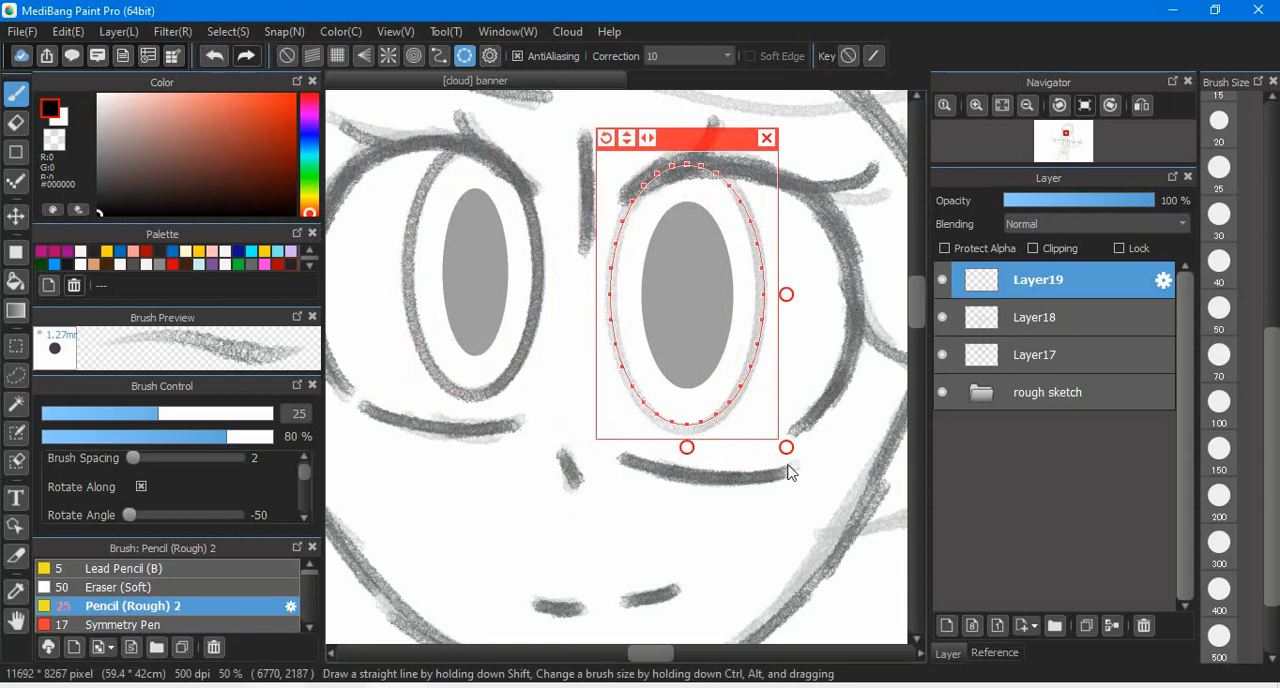 MediBang Paint Pro (64bit)
File(F) Edit(E) Layer(L) Filter(R) Select(S) Snap(N) Color(C) View(V) Tool(T) Window(W) Cloud Help
AntiAliasing Correction 10 Soft Edge Key
Color
[cloud] banner
Navigator
Brush Size
R:0
G:0
#000000
Palette
---
Brush Preview
* 1.27mm
Brush Control
25
80 %
Brush Spacing 2
Rotate Along
Rotate Angle -50
Brush: Pencil (Rough) 2
5 Lead Pencil (B)
50 Eraser (Soft)
25 Pencil (Rough) 2
17 Symmetry Pen
Layer
Opacity 100 %
Blending Normal
Protect Alpha Clipping Lock
Layer19
Layer18
Layer17
rough sketch
Layer Reference
15
20
25
30
40
50
70
100
150
200
300
400
500
11692 * 8267 pixel (59.4 * 42cm) 500 dpi 50 % ( 6770, 2187 ) Draw a straight line by holding down Shift, Change a brush size by holding down Ctrl, Alt, and dragging